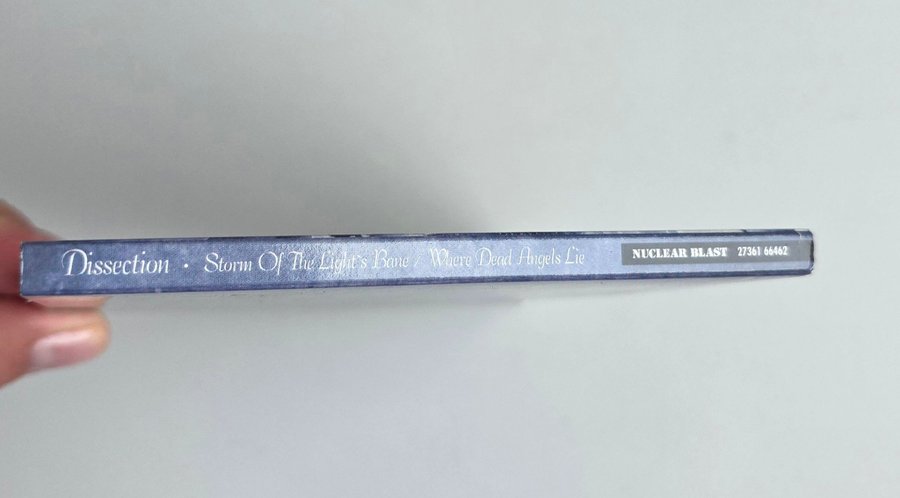 Dissection · Storm Of The Light's Bane / Where Dead Angels Lie NUCLEAR BLAST 27361 66462